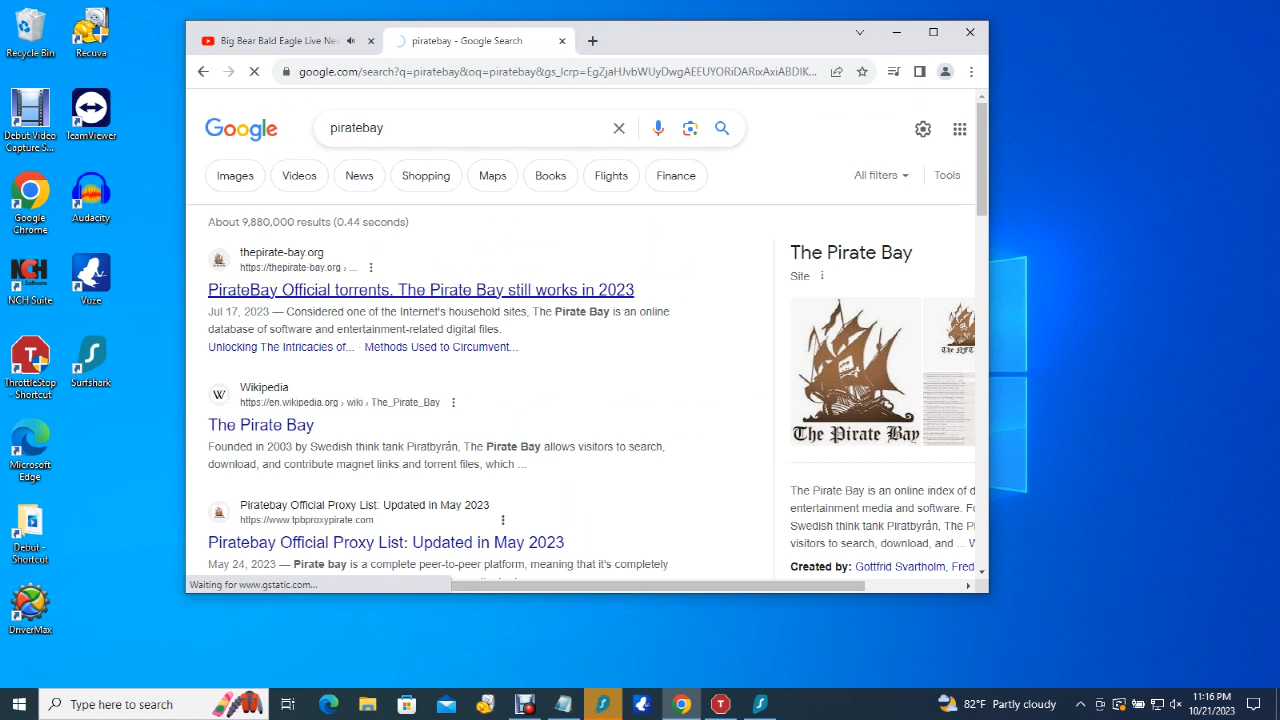 Recycle Bin
Recuva
Debut Video
Capture S...
TeamViewer
Google
Chrome
Audacity
NCH
Software
NCH Suite
Vuze
ThrottleStop
- Shortcut
Surfshark
Microsoft
Edge
Debut -
Shortcut
DriverMax
Big Bear Bald Eagle Live Ne
piratebay - Google Search
google.com/search?q=piratebay&oq=piratebay&gs_lcrp=EgZjaHJvbWUyDwgAEEUYORiDARixAxiABDIK...
Google
piratebay
Images
Videos
News
Shopping
Maps
Books
Flights
Finance
All filters
Tools
About 9,880,000 results (0.44 seconds)
thepirate-bay.org
https://thepirate-bay.org › ...
PirateBay Official torrents. The Pirate Bay still works in 2023
Jul 17, 2023 — Considered one of the Internet's household sites, The Pirate Bay is an online
database of software and entertainment-related digital files.
Unlocking The Intricacies of... Methods Used to Circumvent...
W
Wikipedia
https://en.wikipedia.org › wiki › The_Pirate_Bay
The Pirate Bay
Founded in 2003 by Swedish think tank Piratbyrån, The Pirate Bay allows visitors to search,
download, and contribute magnet links and torrent files, which ...
Piratebay Official Proxy List: Updated in May 2023
https://www.tpbproxypirate.com
Piratebay Official Proxy List: Updated in May 2023
May 24, 2023 — Pirate bay is a complete peer-to-peer platform, meaning that it's completely
The Pirate Bay
Site
The Pirate Bay
The NFT
The Pirate Bay is an online index of d
entertainment media and software. Fo
Swedish think tank Piratbyrån, The Pi
visitors to search, download, and ... W
Created by: Gottfrid Svartholm, Fred
Waiting for www.gstatic.com...
Type here to search
82°F Partly cloudy
11:16 PM
10/21/2023